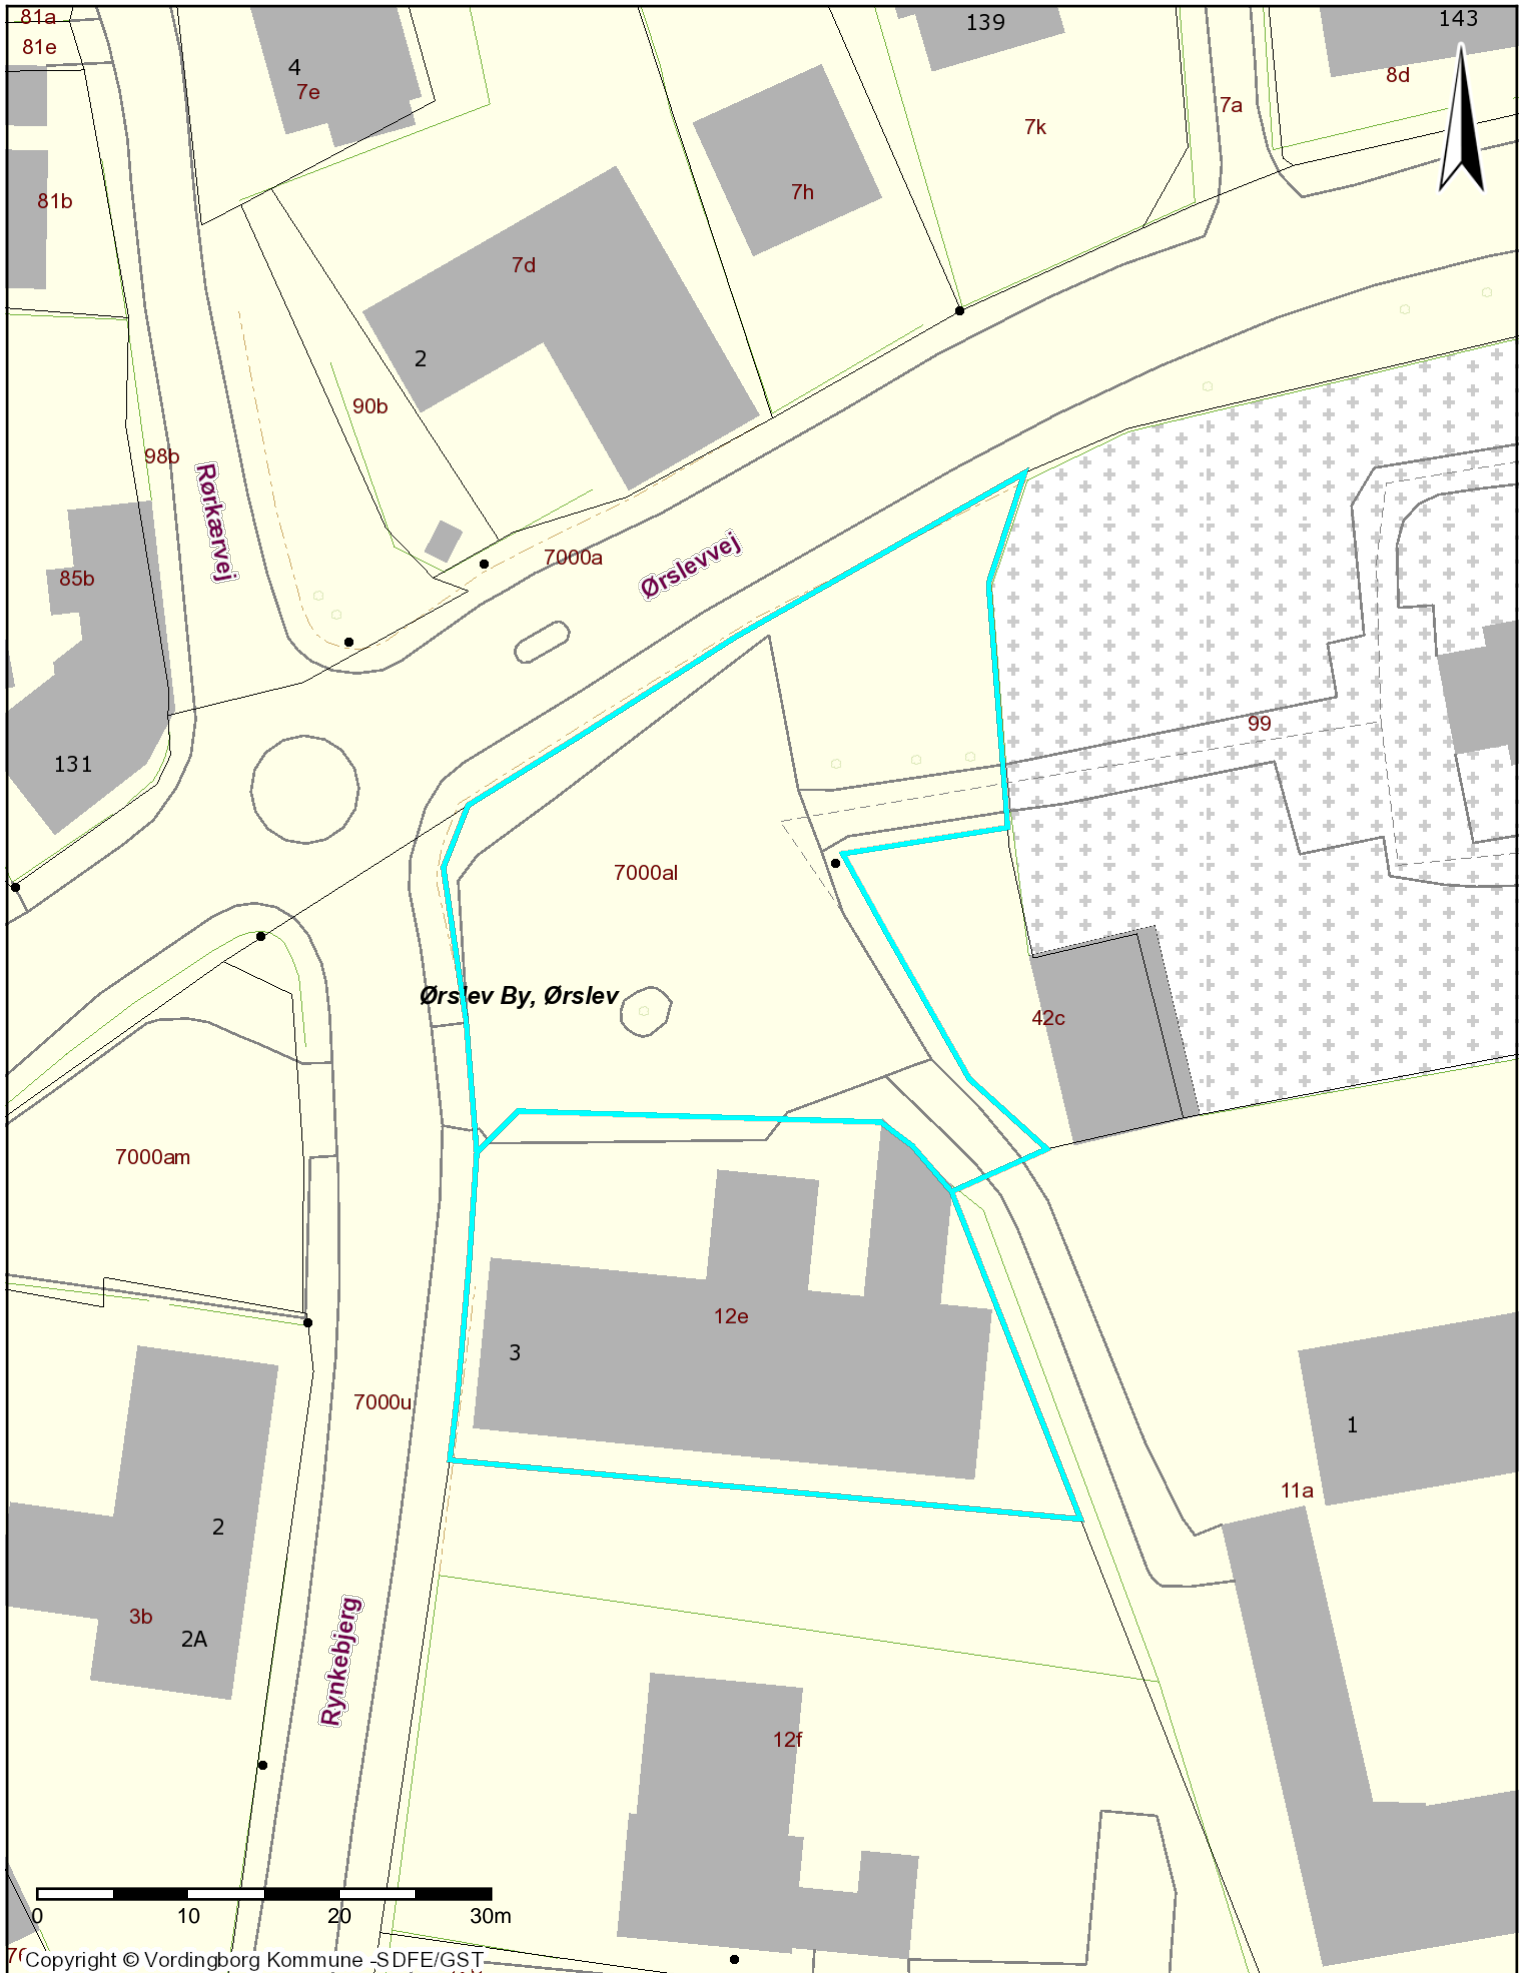 81a
139
143
81e
4
8d
7e
7a
7k
7h
81b
7d
2
90b
98b
Rørkærvej
Ørslevvej
7000a
85b
99
131
7000al
Ørslev By, Ørslev
42c
7000am
12e
3
7000u
1
11a
2
3b
2A
Rynkebjerg
12f
0 10 20 30m
Copyright © Vordingborg Kommune -SDFE/GST